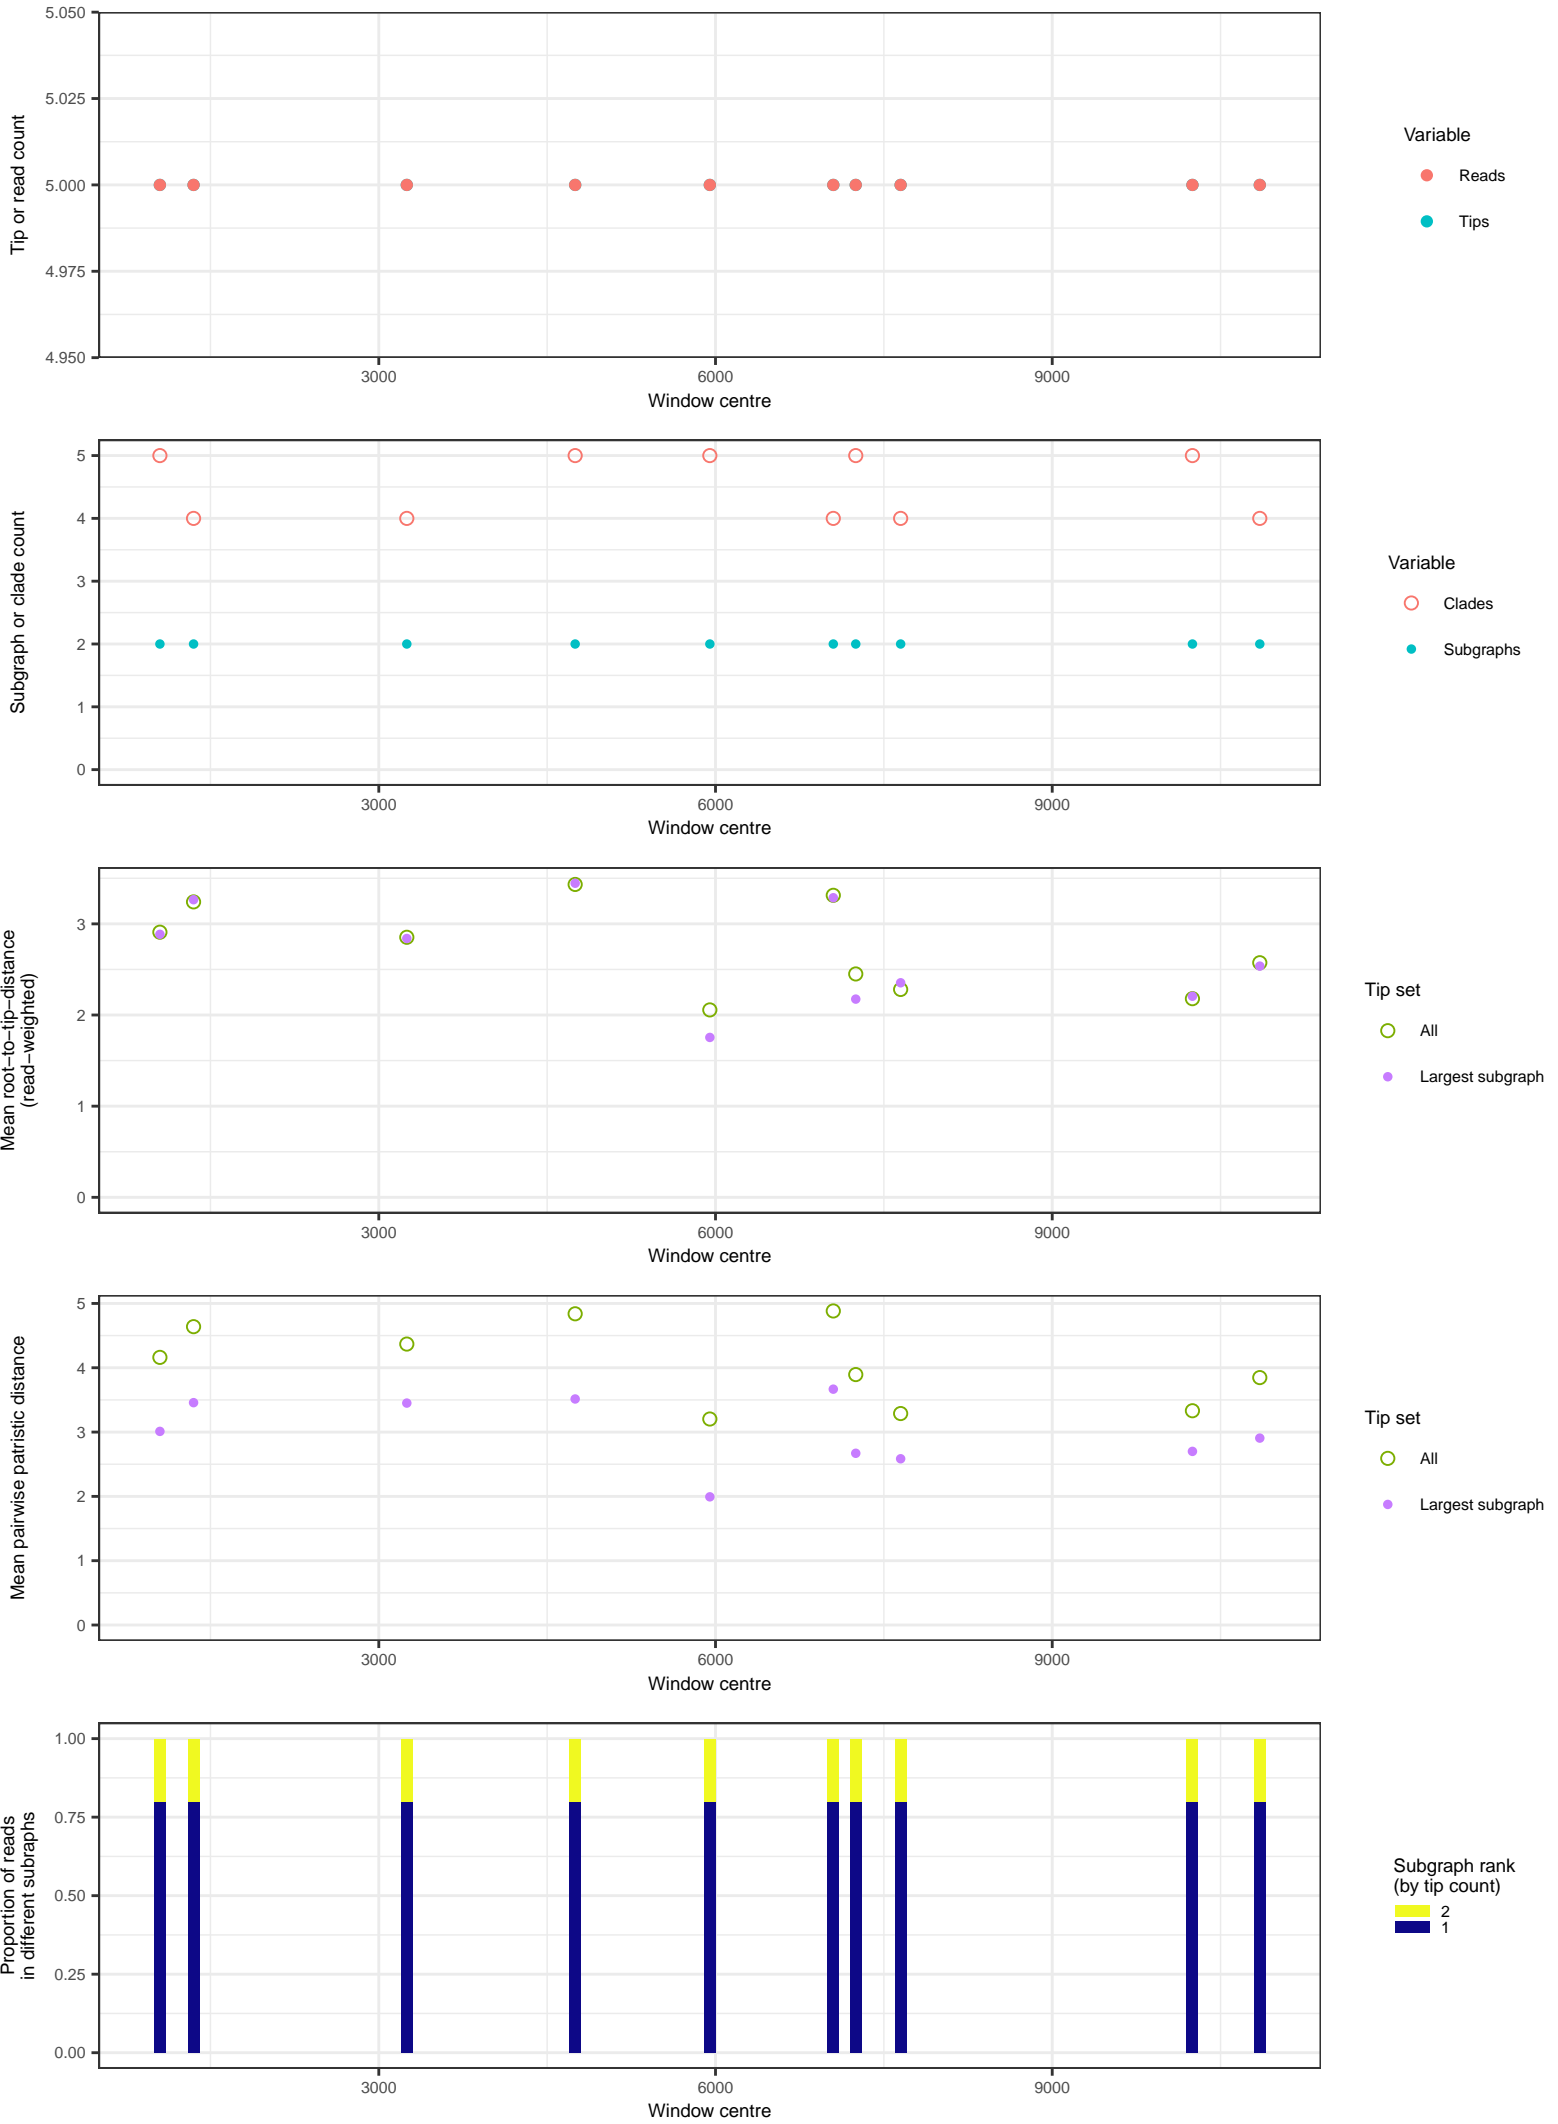 5.050
5.025
5.000
4.975
4.950
Tip or read count
3000 6000 9000
Window centre
Variable
Reads
Tips
5
4
3
2
1
0
Subgraph or clade count
3000 6000 9000
Window centre
Variable
Clades
Subgraphs
3
2
1
0
Mean root−to−tip−distance
(read−weighted)
3000 6000 9000
Window centre
Tip set
All
Largest subgraph
5
4
3
2
1
0
Mean pairwise patristic distance
3000 6000 9000
Window centre
Tip set
All
Largest subgraph
1.00
0.75
0.50
0.25
0.00
Proportion of reads
in different subraphs
3000 6000 9000
Window centre
Subgraph rank
(by tip count)
2
1